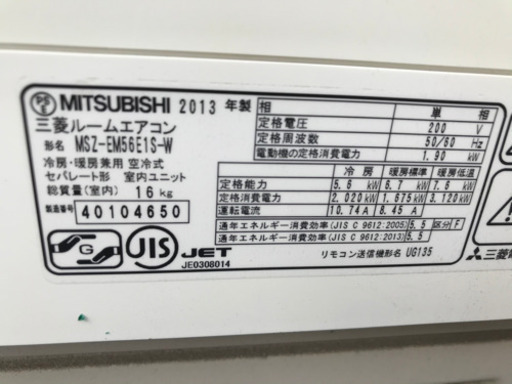 MITSUBISHI 2013 年製
三菱ルームエアコン
形名 MSZ-EM56E1S-W
冷房・暖房兼用 空冷式
セパレート形 室内ユニット
総質量(室内) 16 kg
製造番号 40104650
G JIS JET
JE0308014
相 単 相
定格電圧 200 V
定格周波数 50/60 Hz
電動機の定格消費電力 1.90 kW
冷 房 暖房標準 暖房低温
定格能力 5.6 kW 6.7 kW 7.6 kW
定格消費電力 2.020 kW 1.675 kW 3.120 kW
運転電流 10.74 A 8.45 A
通年エネルギー消費効率(JIS C 9612:2005) 5.5 区分 F
通年エネルギー消費効率(JIS C 9612:2013) 5.5
リモコン送信機形名 UG135
三菱電